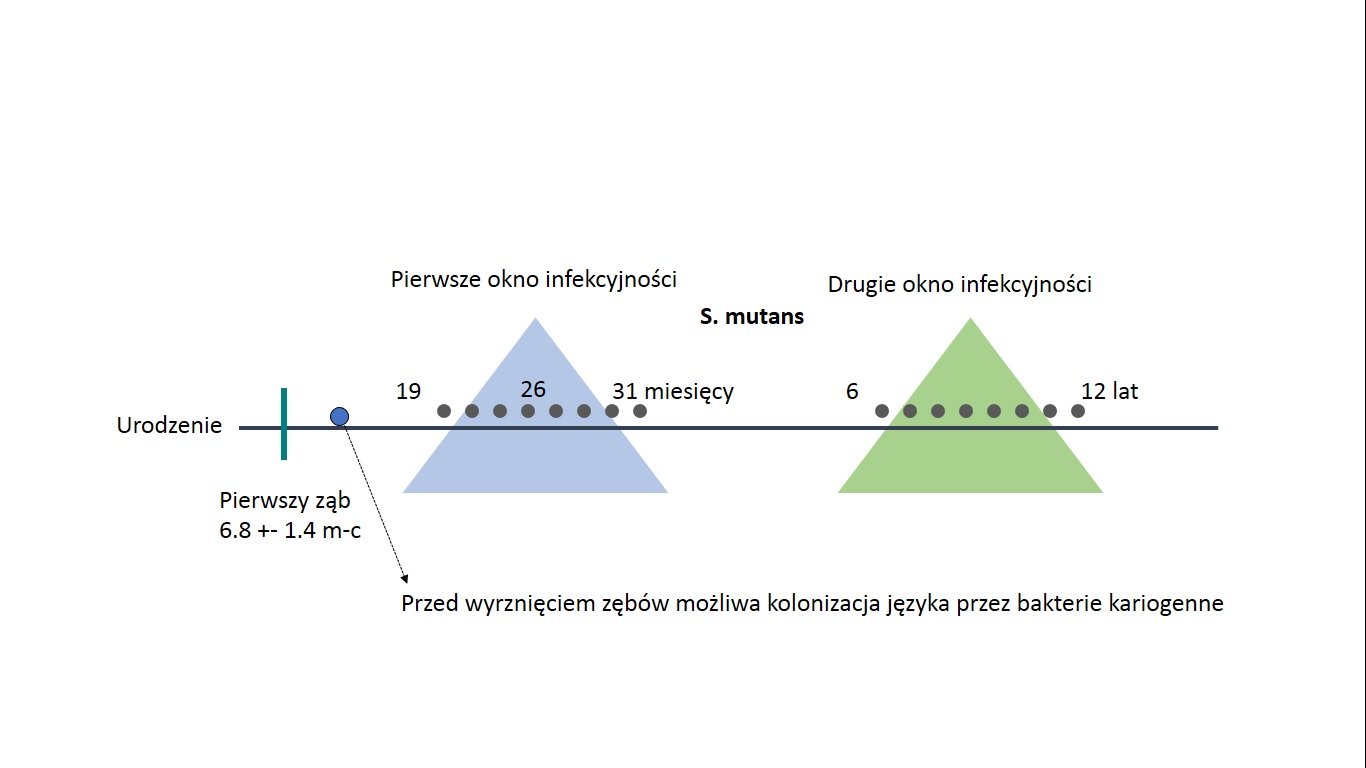 Pierwsze okno infekcyjności
Drugie okno infekcyjności
S. mutans
19
26
31 miesięcy
6
12 lat
Urodzenie
Pierwszy ząb
6.8 +- 1.4 m-c
Przed wyrznięciem zębów możliwa kolonizacja języka przez bakterie kariogenne